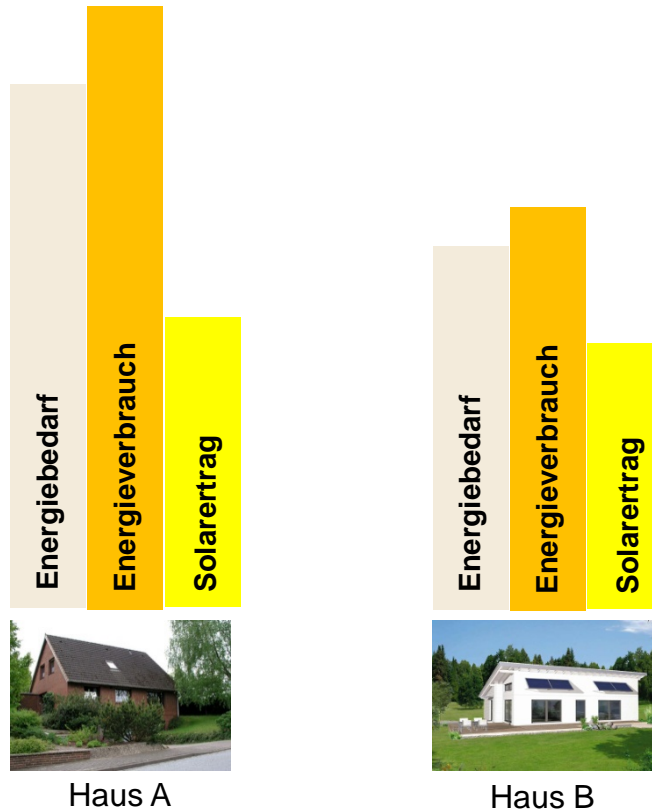 Energiebedarf
Energieverbrauch
Solarertrag
Energiebedarf
Energieverbrauch
Solarertrag
Haus A
Haus B